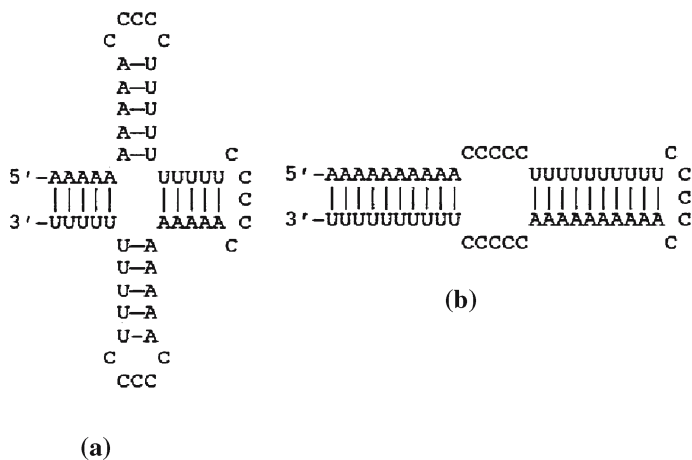 CCC
C C
A–U
A–U
A–U
A–U
A–U
C
5'-AAAAA UUUUU C
C
3'-UUUUU AAAAA C
C
U–A
U–A
U–A
U–A
U–A
C C
CCC
(a)
CCCCC C
5'-AAAAAAAAAA UUUUUUUUUU C
C
3'-UUUUUUUUUU AAAAAAAAAA C
CCCCC C
(b)